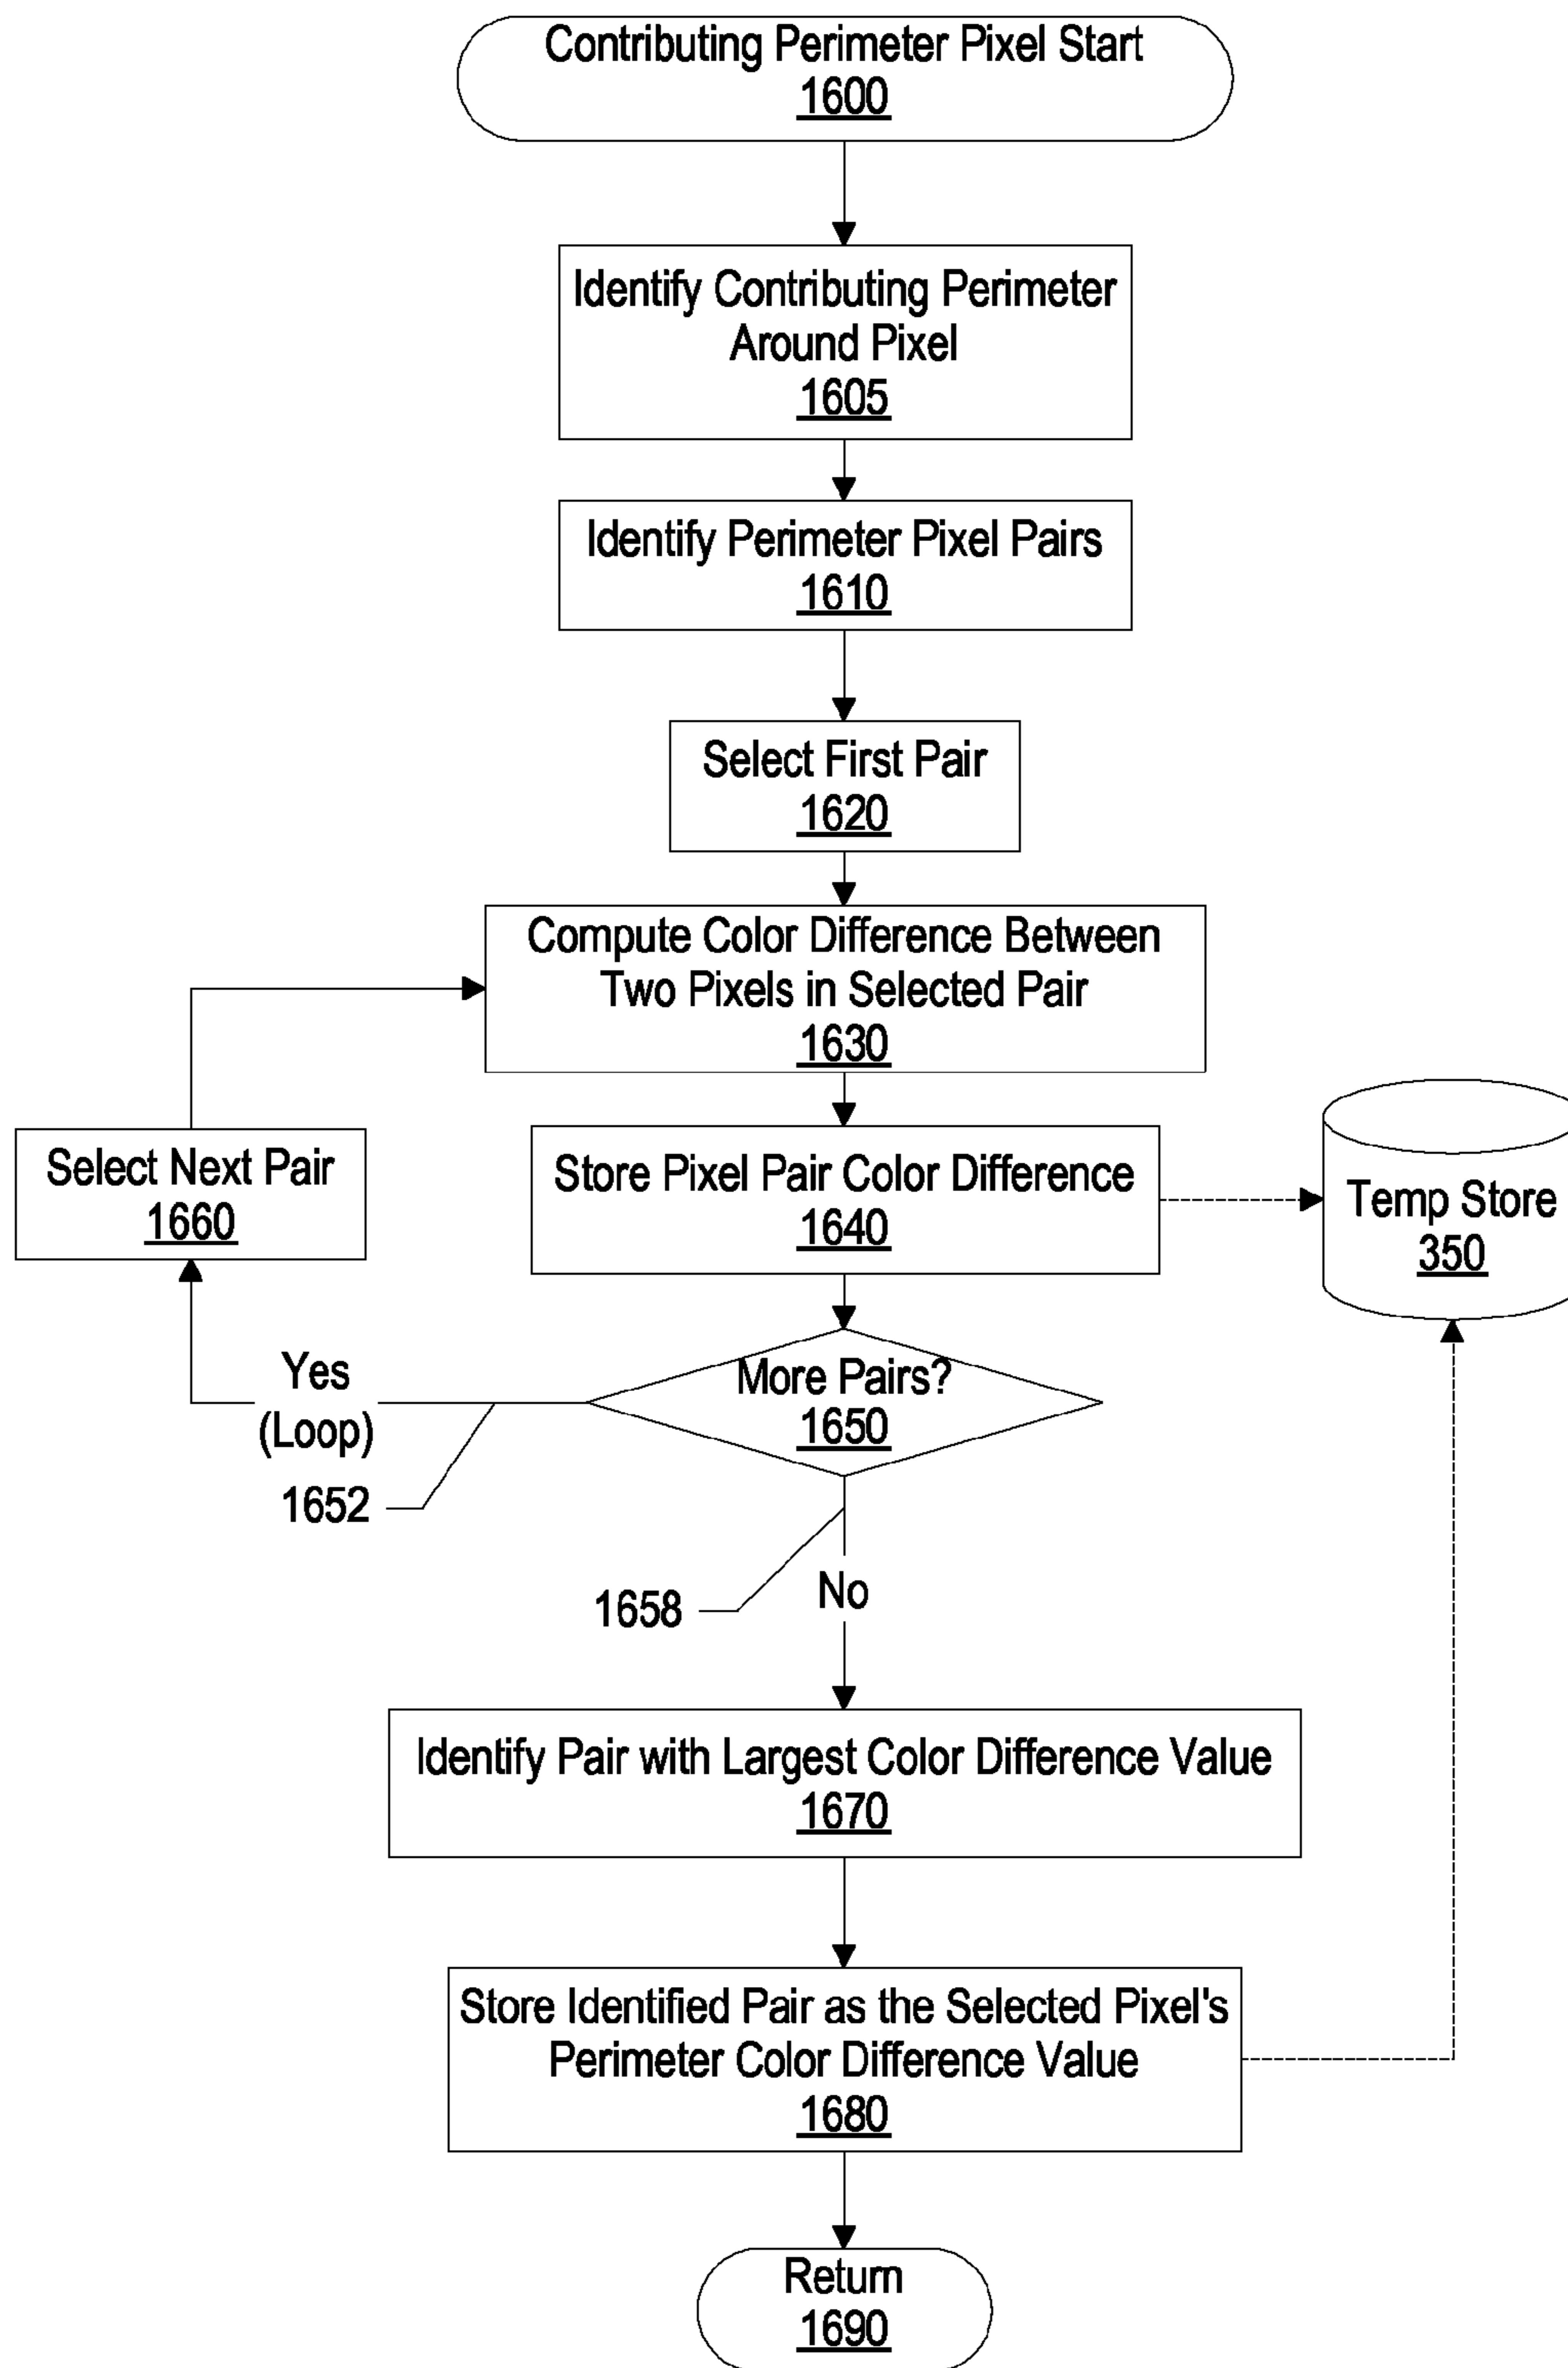 Contributing Perimeter Pixel Start
1600
Identify Contributing Perimeter
Around Pixel
1605
Identify Perimeter Pixel Pairs
1610
Select First Pair
1620
Compute Color Difference Between
Two Pixels in Selected Pair
1630
Select Next Pair
1660
Store Pixel Pair Color Difference
1640
Temp Store
350
Yes
(Loop)
1652
More Pairs?
1650
1658
No
Identify Pair with Largest Color Difference Value
1670
Store Identified Pair as the Selected Pixel's
Perimeter Color Difference Value
1680
Return
1690